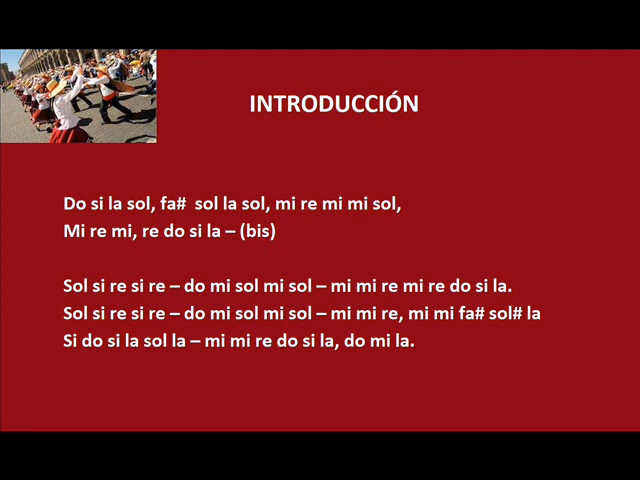 INTRODUCCIÓN
Do si la sol, fa# sol la sol, mi re mi mi sol,
Mi re mi, re do si la – (bis)
Sol si re si re – do mi sol mi sol – mi mi re mi re do si la.
Sol si re si re – do mi sol mi sol – mi mi re, mi mi fa# sol# la
Si do si la sol la – mi mi re do si la, do mi la.